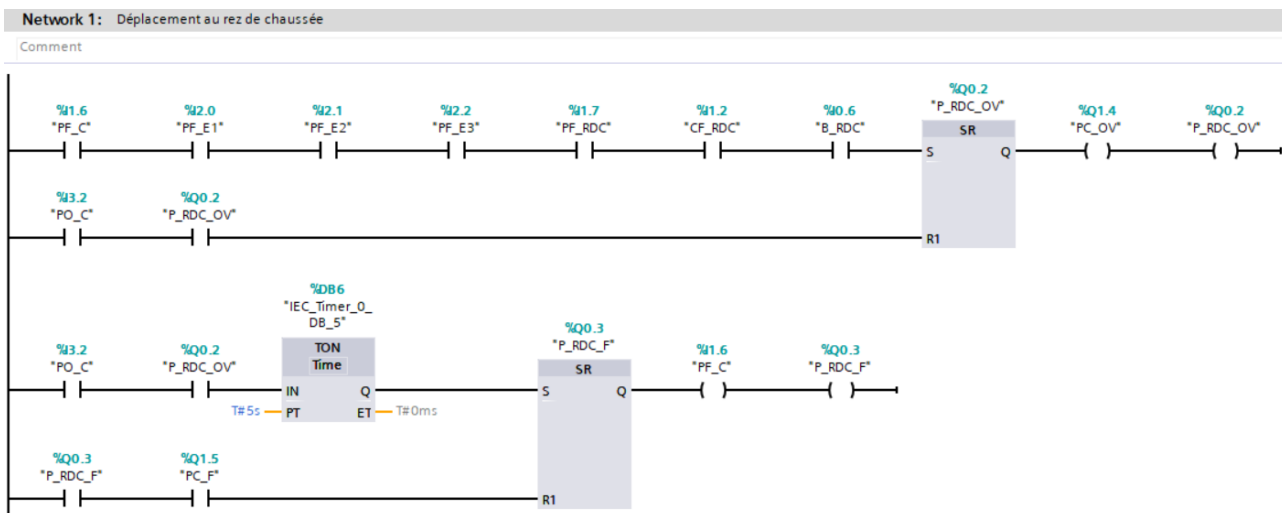 Network 1: Déplacement au rez de chaussée
Comment
%Q0.2
%I1.6 %I2.0 %I2.1 %I2.2 %I1.7 %I1.2 %I0.6 "P_RDC_OV" %Q1.4 %Q0.2
"PF_C" "PF_E1" "PF_E2" "PF_E3" "PF_RDC" "CF_RDC" "B_RDC" SR "PC_OV" "P_RDC_OV"
S Q
%I3.2 %Q0.2
"PO_C" "P_RDC_OV"
R1
%DB6
"IEC_Timer_0_
DB_5"
%Q0.3
%I3.2 %Q0.2 TON "P_RDC_F" %I1.6 %Q0.3
"PO_C" "P_RDC_OV" Time SR "PF_C" "P_RDC_F"
IN Q S Q
T#5s PT ET T#0ms
%Q0.3 %Q1.5
"P_RDC_F" "PC_F"
R1